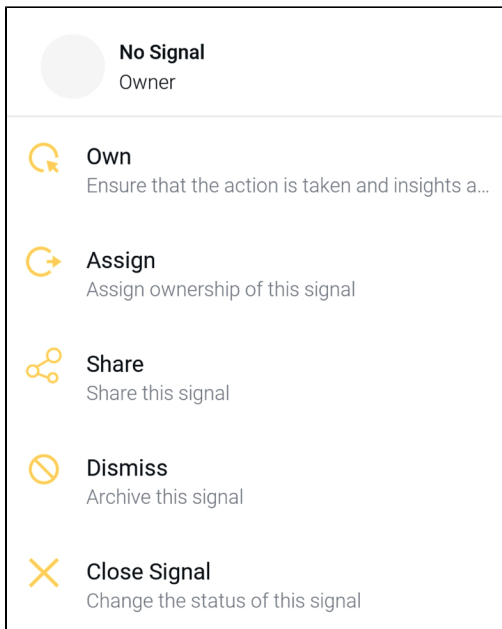 No Signal
Owner
Own
Ensure that the action is taken and insights a...
Assign
Assign ownership of this signal
Share
Share this signal
Dismiss
Archive this signal
Close Signal
Change the status of this signal